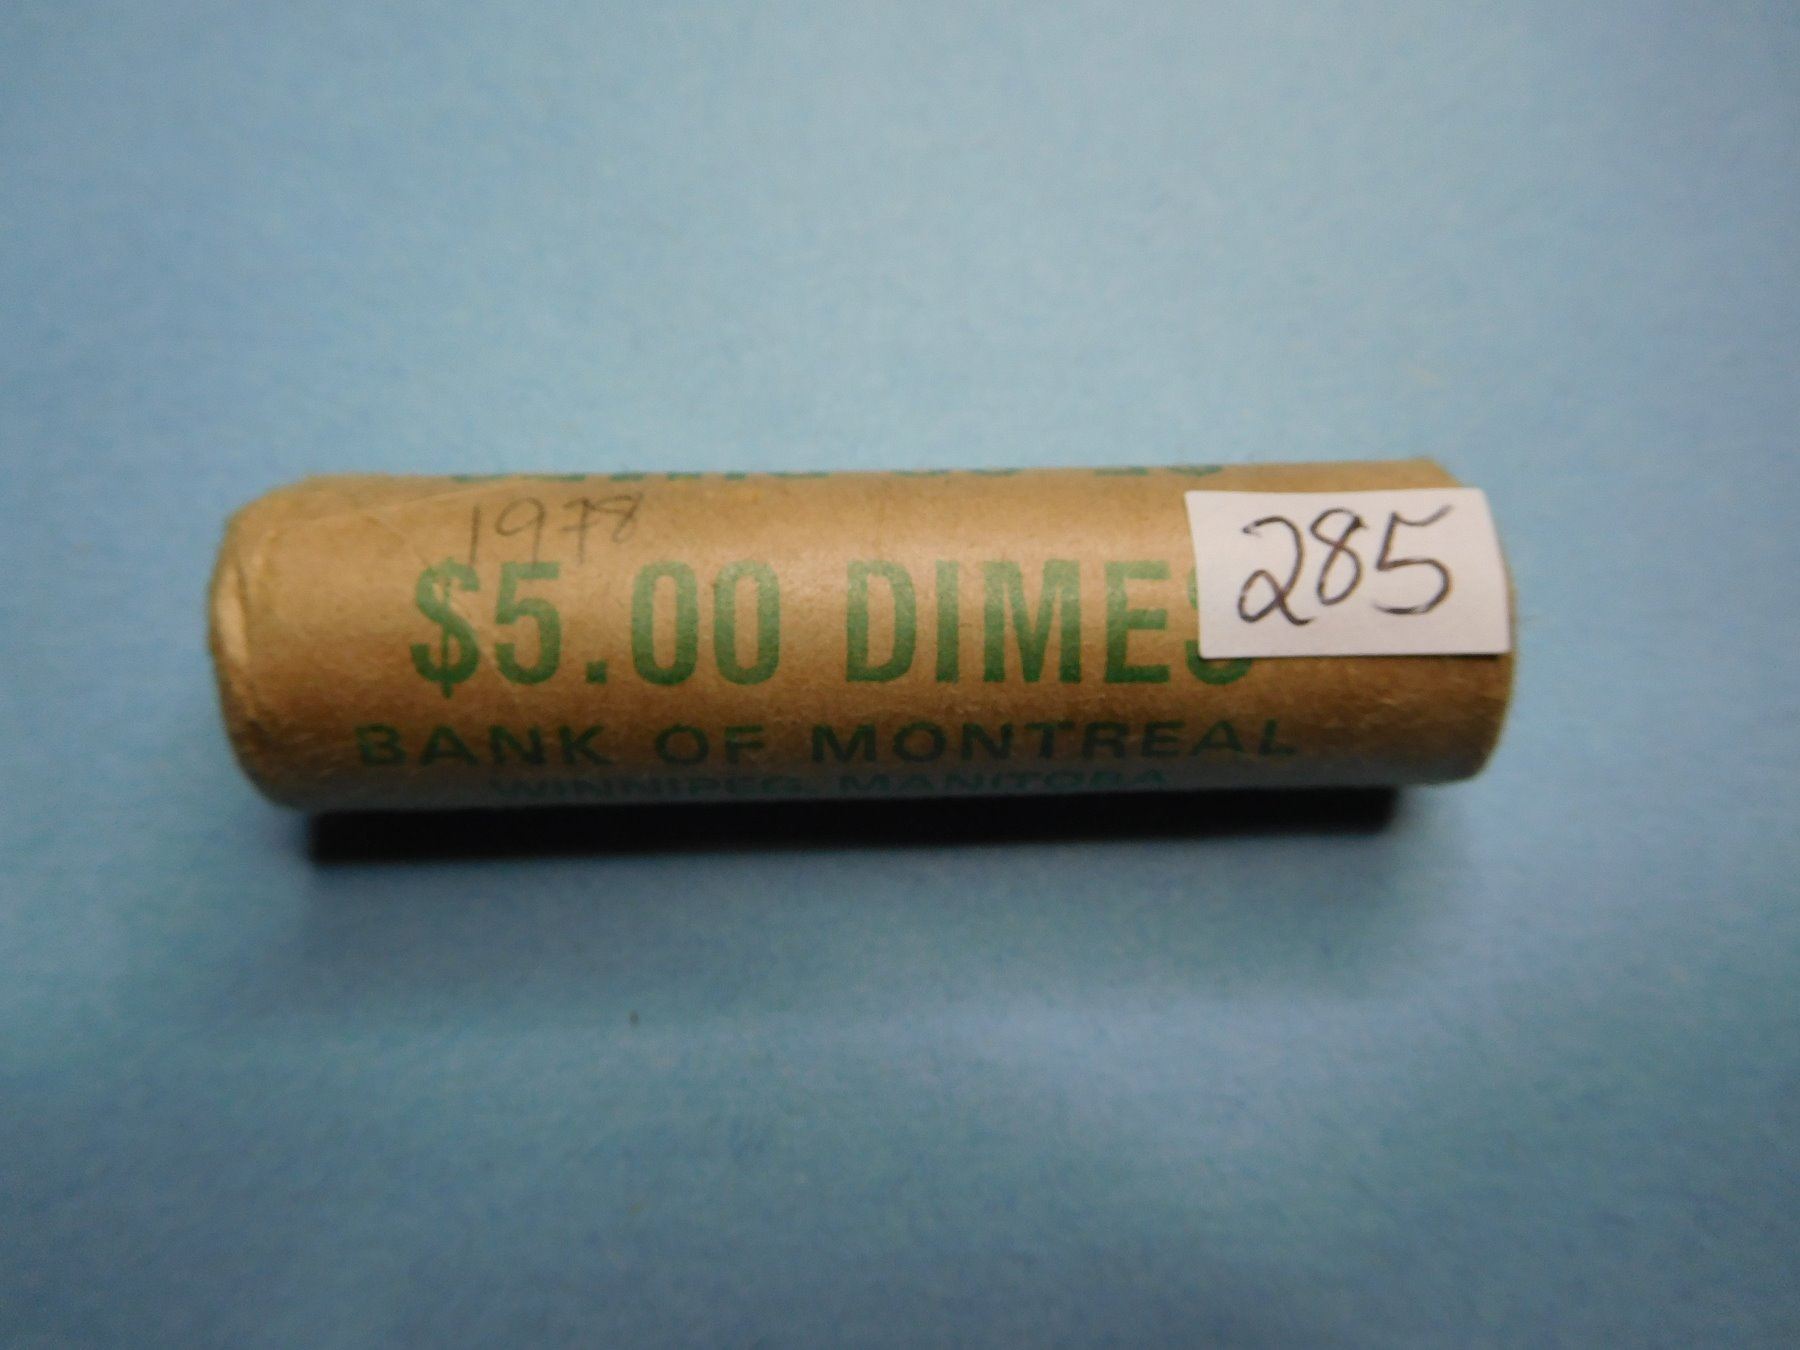 1978
285
$5.00 DIMES
BANK OF MONTREAL
WINNIPEG, MANITOBA